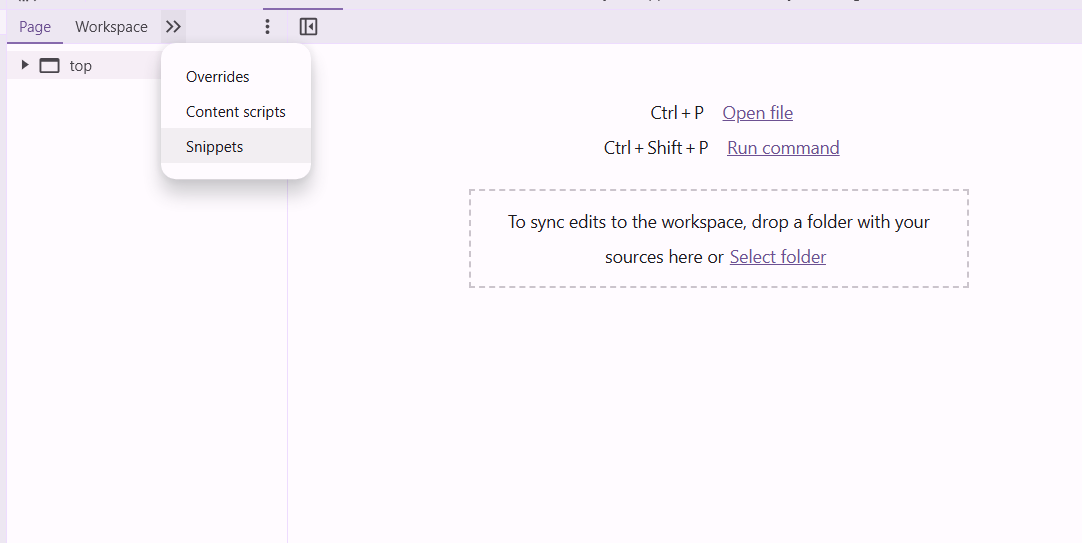 Page Workspace
top
Overrides
Content scripts
Snippets
Ctrl + P Open file
Ctrl + Shift + P Run command
To sync edits to the workspace, drop a folder with your
sources here or Select folder